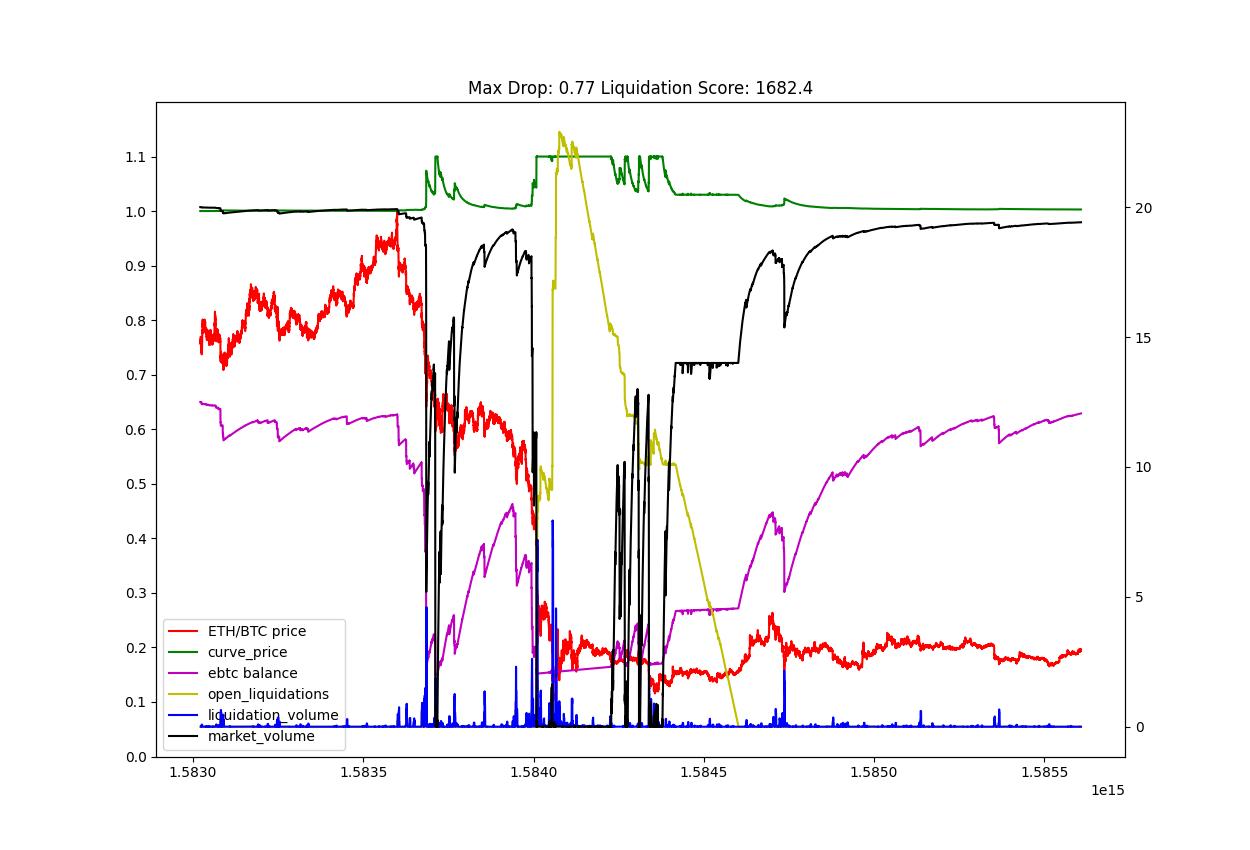 Max Drop: 0.77 Liquidation Score: 1682.4
1.1
1.0
0.9
0.8
0.7
0.6
0.5
0.4
0.3
0.2
0.1
0.0
20
15
10
5
0
ETH/BTC price
curve_price
ebtc balance
open_liquidations
liquidation_volume
market_volume
1.5830 1.5835 1.5840 1.5845 1.5850 1.5855
1e15